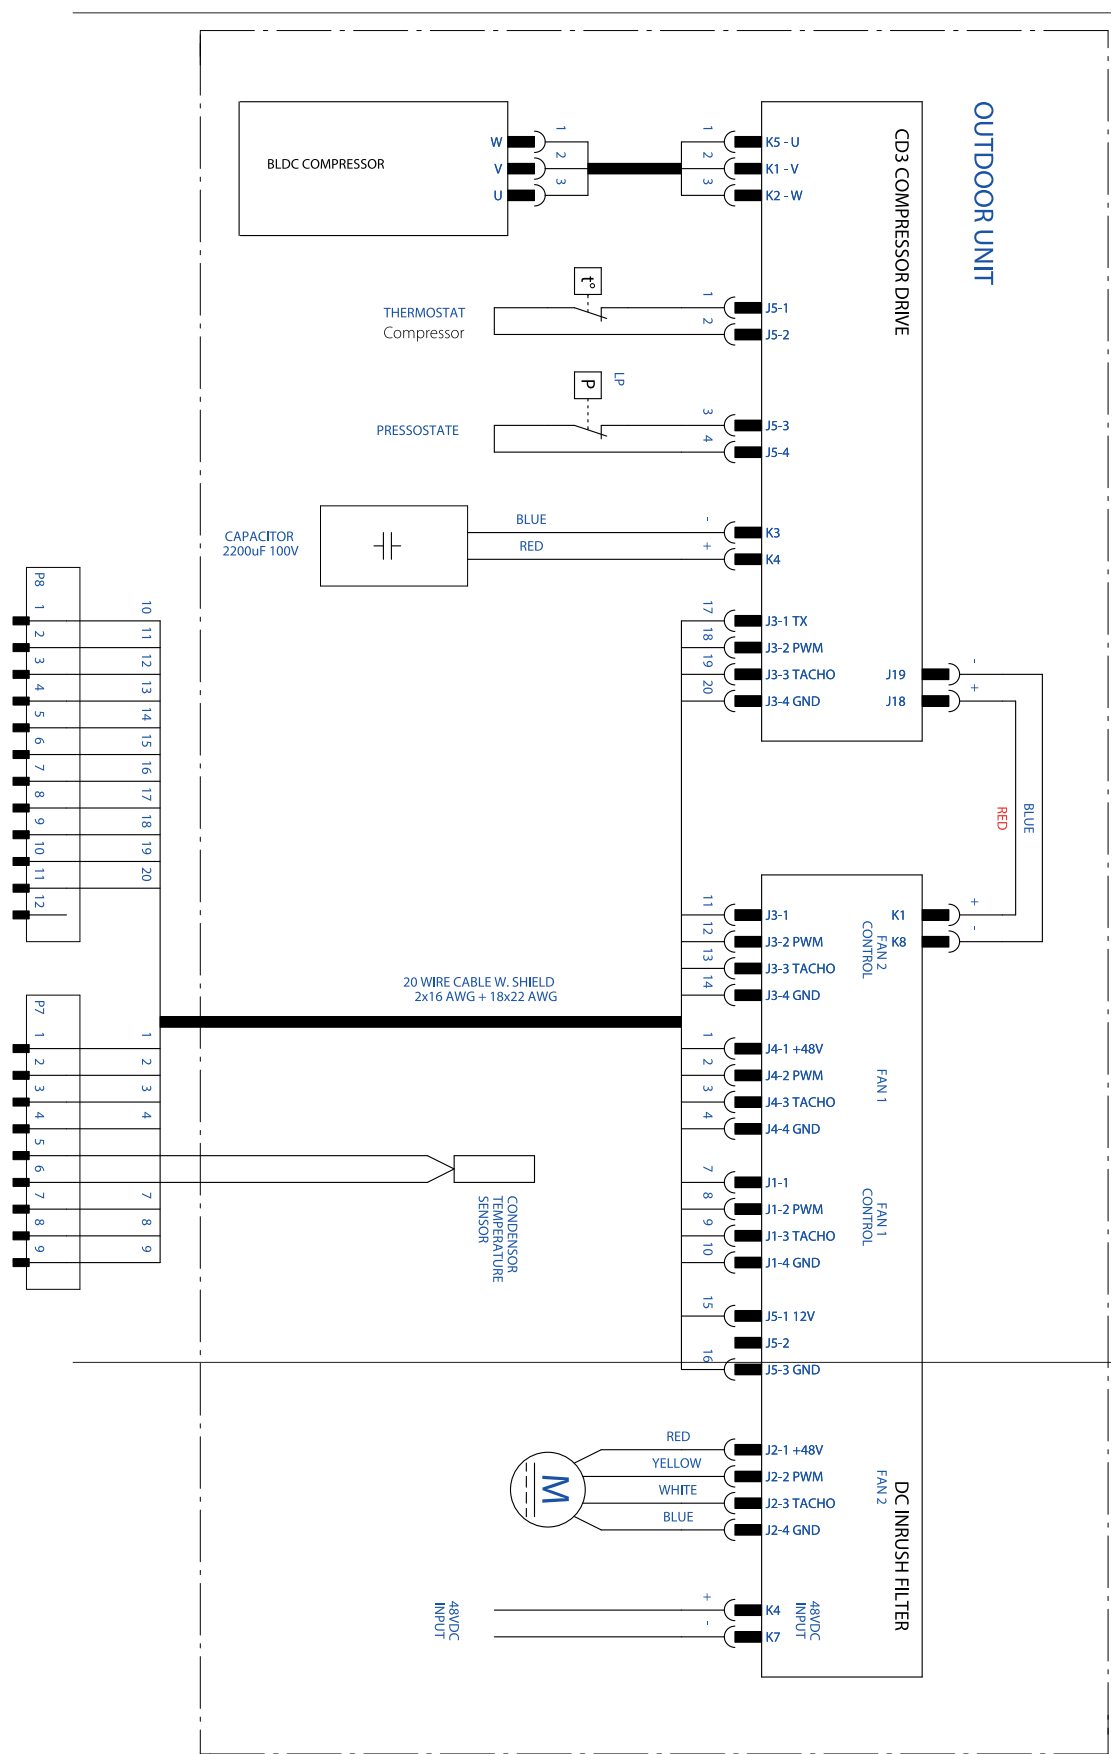 OUTDOOR UNIT
CD3 COMPRESSOR DRIVE
BLDC COMPRESSOR
W
V
U
1
2
3
1
2
3
K5 - U
K1 - V
K2 - W
t°
THERMOSTAT
Compressor
1
2
J5-1
J5-2
P
LP
PRESSOSTATE
3
4
J5-3
J5-4
CAPACITOR
2200uF 100V
BLUE
RED
-
+
K3
K4
17
18
19
20
J3-1 TX
J3-2 PWM
J3-3 TACHO
J3-4 GND
J19
J18
-
+
BLUE
RED
P8
1
2
3
4
5
6
7
8
9
10
11
12
10
11
12
13
14
15
16
17
18
19
20
P7
1
2
3
4
5
6
7
8
9
1
2
3
4
7
8
9
20 WIRE CABLE W. SHIELD
2x16 AWG + 18x22 AWG
CONDENSOR
TEMPERATURE
SENSOR
11
12
13
14
J3-1
J3-2 PWM
J3-3 TACHO
J3-4 GND
FAN 2
CONTROL
K1
K8
+
-
1
2
3
4
J4-1 +48V
J4-2 PWM
J4-3 TACHO
J4-4 GND
FAN 1
7
8
9
10
J1-1
J1-2 PWM
J1-3 TACHO
J1-4 GND
FAN 1
CONTROL
15
16
J5-1 12V
J5-2
J5-3 GND
M
RED
YELLOW
WHITE
BLUE
J2-1 +48V
J2-2 PWM
J2-3 TACHO
J2-4 GND
FAN 2
DC INRUSH FILTER
48VDC
INPUT
+
-
K4
K7
48VDC
INPUT